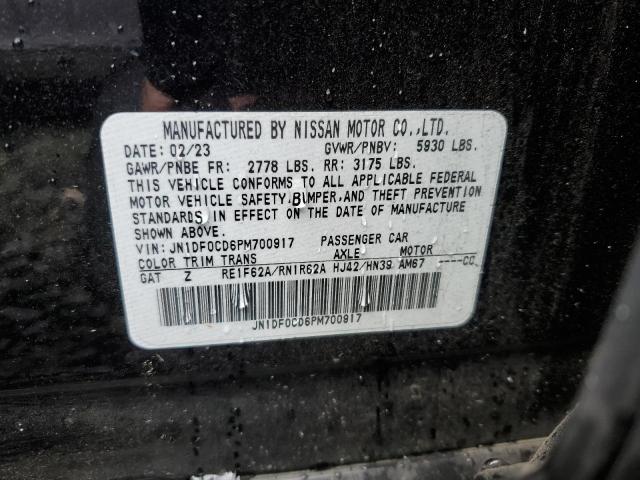 MANUFACTURED BY NISSAN MOTOR CO.,LTD.
DATE: 02/23 GVWR/PNBV: 5930 LBS.
GAWR/PNBE FR: 2778 LBS. RR: 3175 LBS.
THIS VEHICLE CONFORMS TO ALL APPLICABLE FEDERAL
MOTOR VEHICLE SAFETY, BUMPER, AND THEFT PREVENTION
STANDARDS IN EFFECT ON THE DATE OF MANUFACTURE
SHOWN ABOVE.
VIN: JN1DF0CD6PM700917 PASSENGER CAR
COLOR TRIM TRANS AXLE MOTOR
GAT Z RE1F62A/RN1R62A HJ42/HN39 AM67 ----CC
JN1DF0CD6PM700917